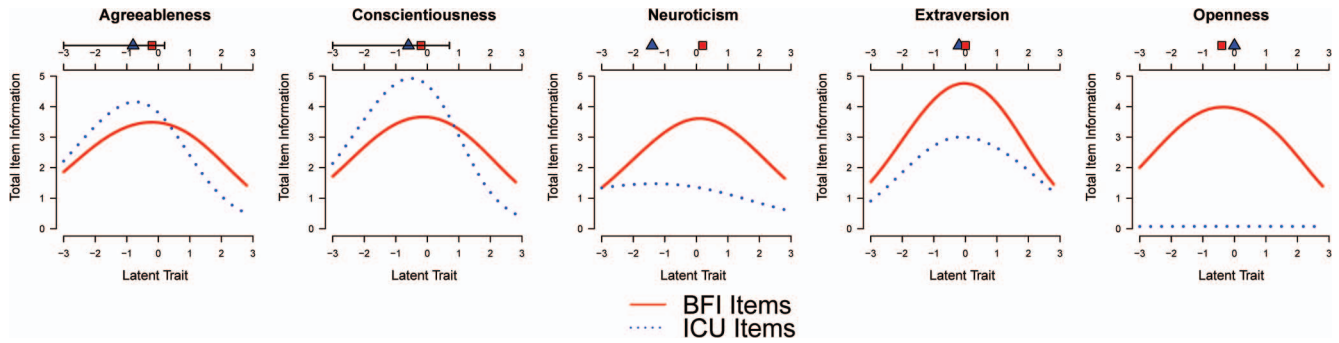 Agreeableness
Conscientiousness
Neuroticism
Extraversion
Openness
-3 -2 -1 0 1 2 3
-3 -2 -1 0 1 2 3
-3 -2 -1 0 1 2 3
-3 -2 -1 0 1 2 3
-3 -2 -1 0 1 2 3
Total Item Information
5
4
3
2
1
0
-3 -2 -1 0 1 2 3
Latent Trait
Total Item Information
5
4
3
2
1
0
-3 -2 -1 0 1 2 3
Latent Trait
Total Item Information
5
4
3
2
1
0
-3 -2 -1 0 1 2 3
Latent Trait
Total Item Information
5
4
3
2
1
0
-3 -2 -1 0 1 2 3
Latent Trait
Total Item Information
5
4
3
2
1
0
-3 -2 -1 0 1 2 3
Latent Trait
BFI Items
ICU Items